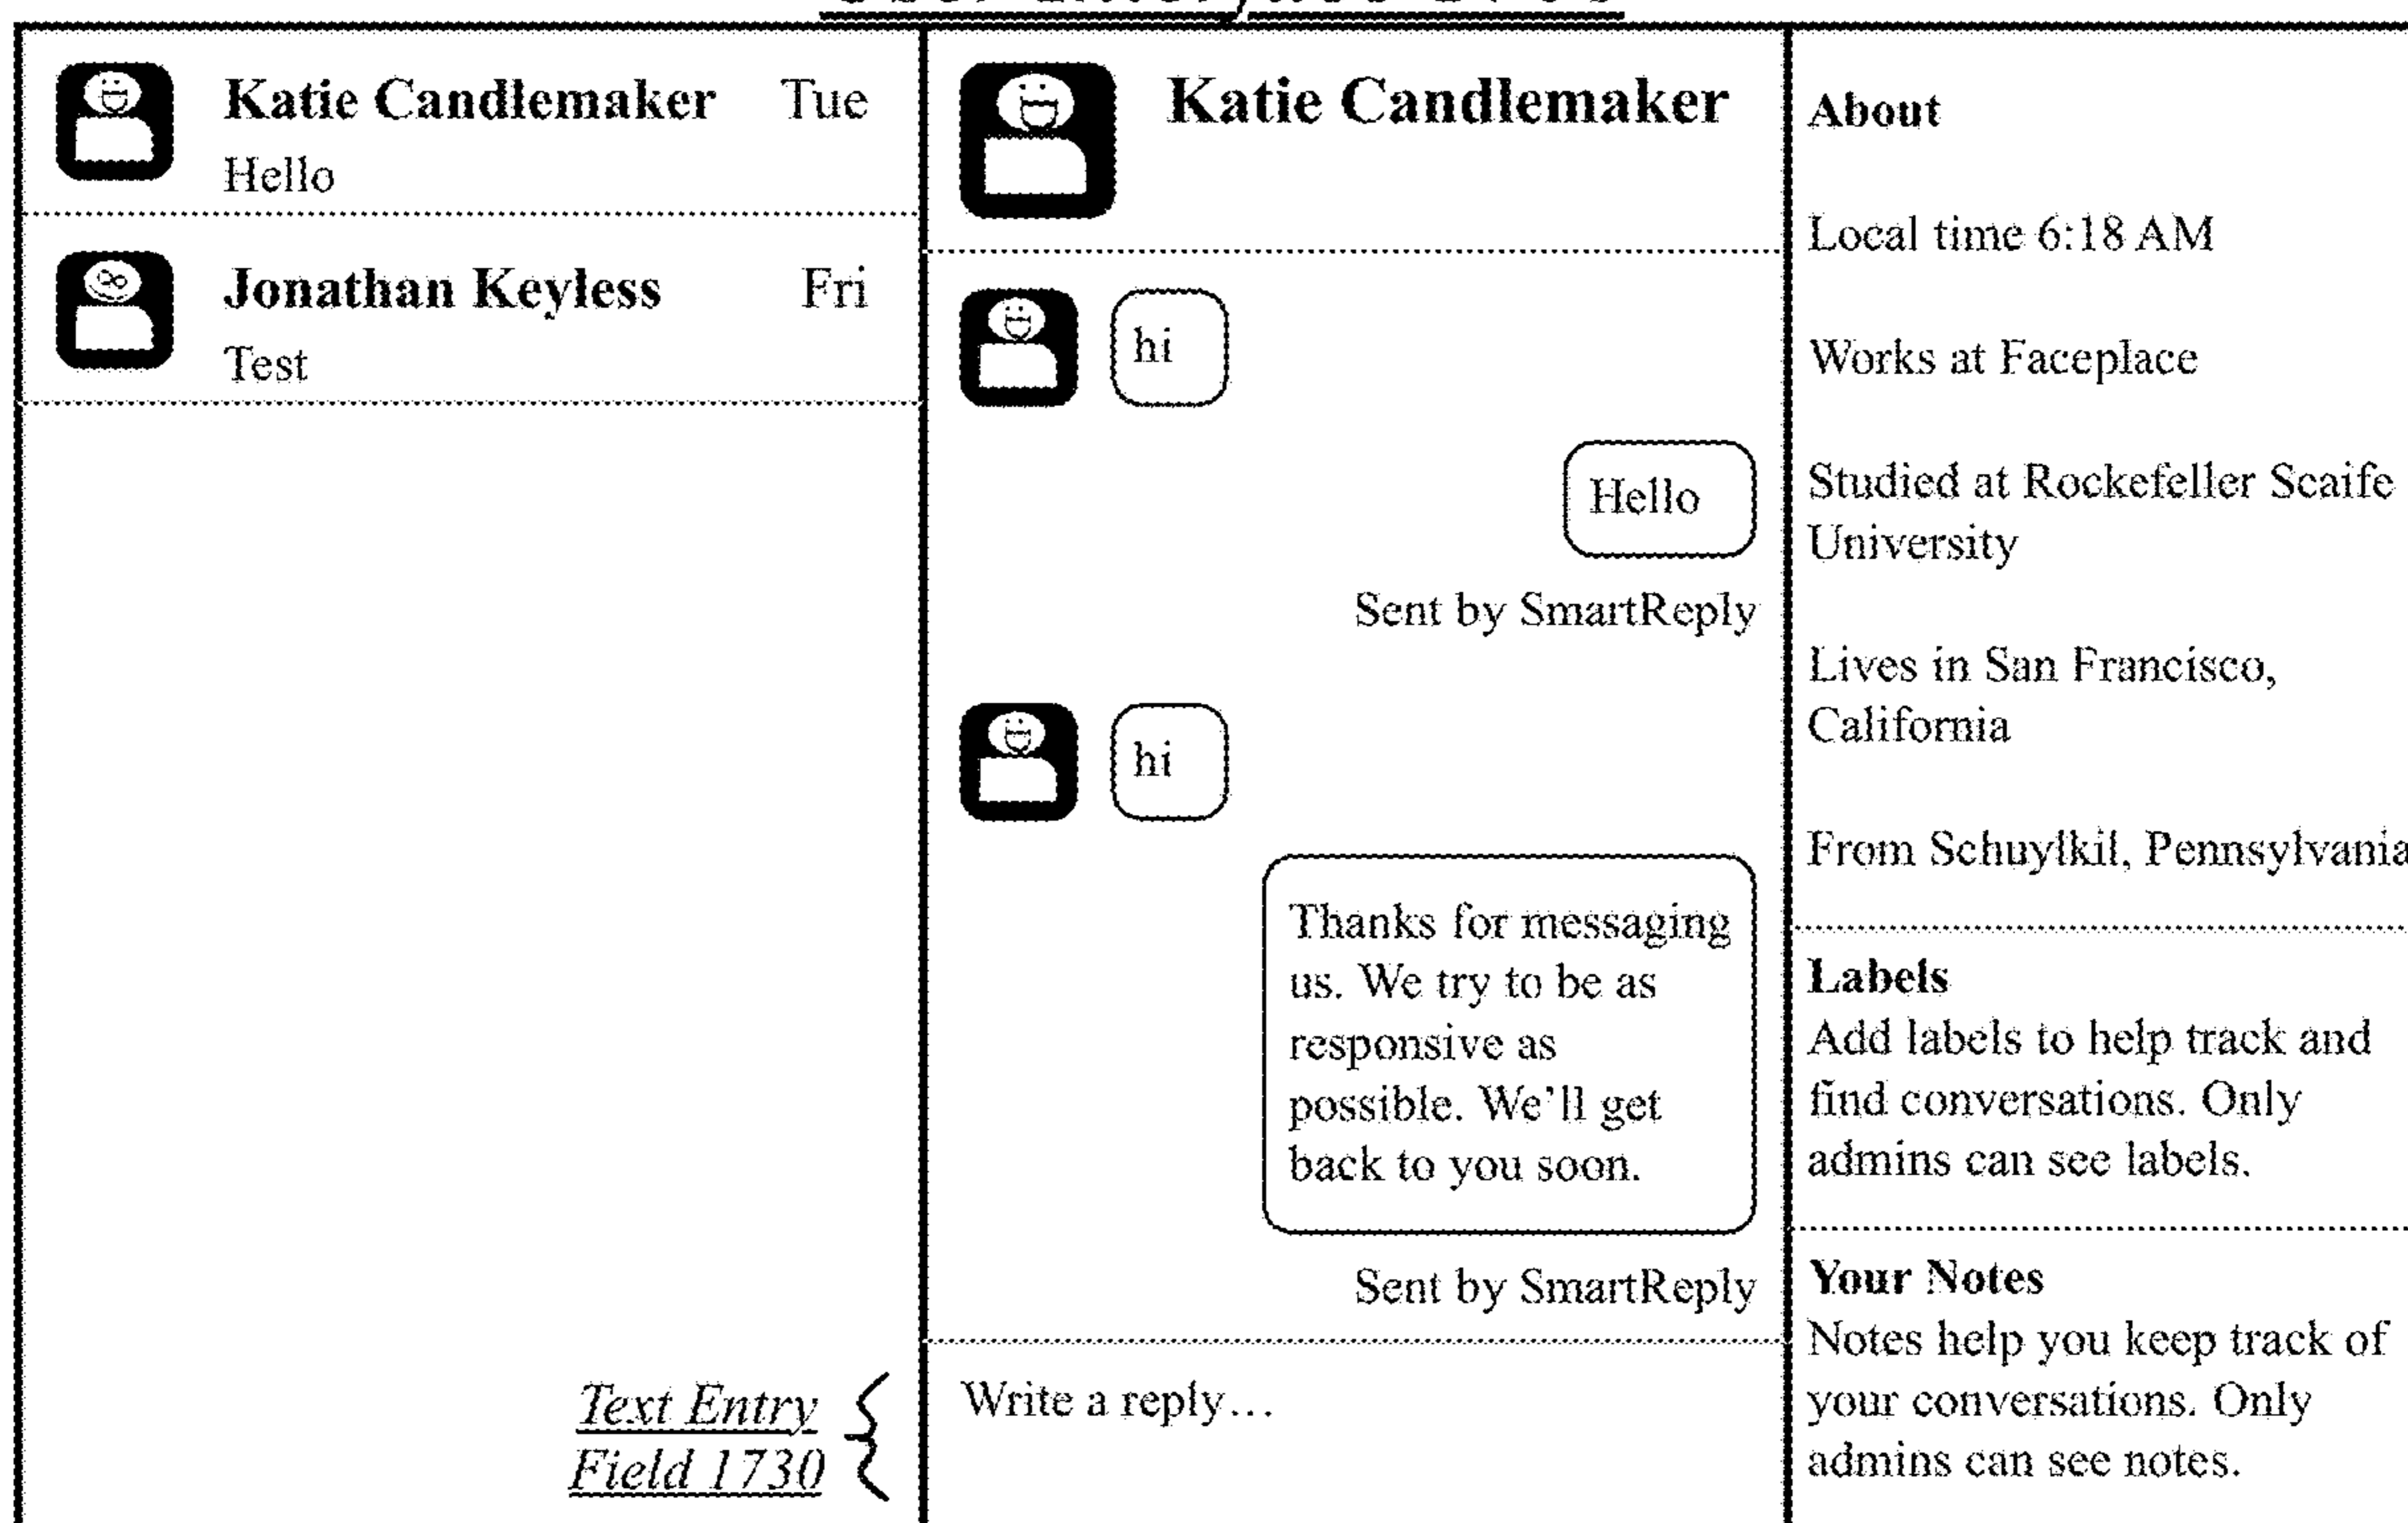 Katie Candlemaker Tue
Hello
Jonathan Keyless Fri
Test
Text Entry
Field 1730
Katie Candlemaker
hi
Hello
Sent by SmartReply
hi
Thanks for messaging
us. We try to be as
responsive as
possible. We'll get
back to you soon.
Sent by SmartReply
Write a reply...
About
Local time 6:18 AM
Works at Faceplace
Studied at Rockefeller Scaife
University
Lives in San Francisco,
California
From Schuylkil, Pennsylvania
Labels
Add labels to help track and
find conversations. Only
admins can see labels.
Your Notes
Notes help you keep track of
your conversations. Only
admins can see notes.